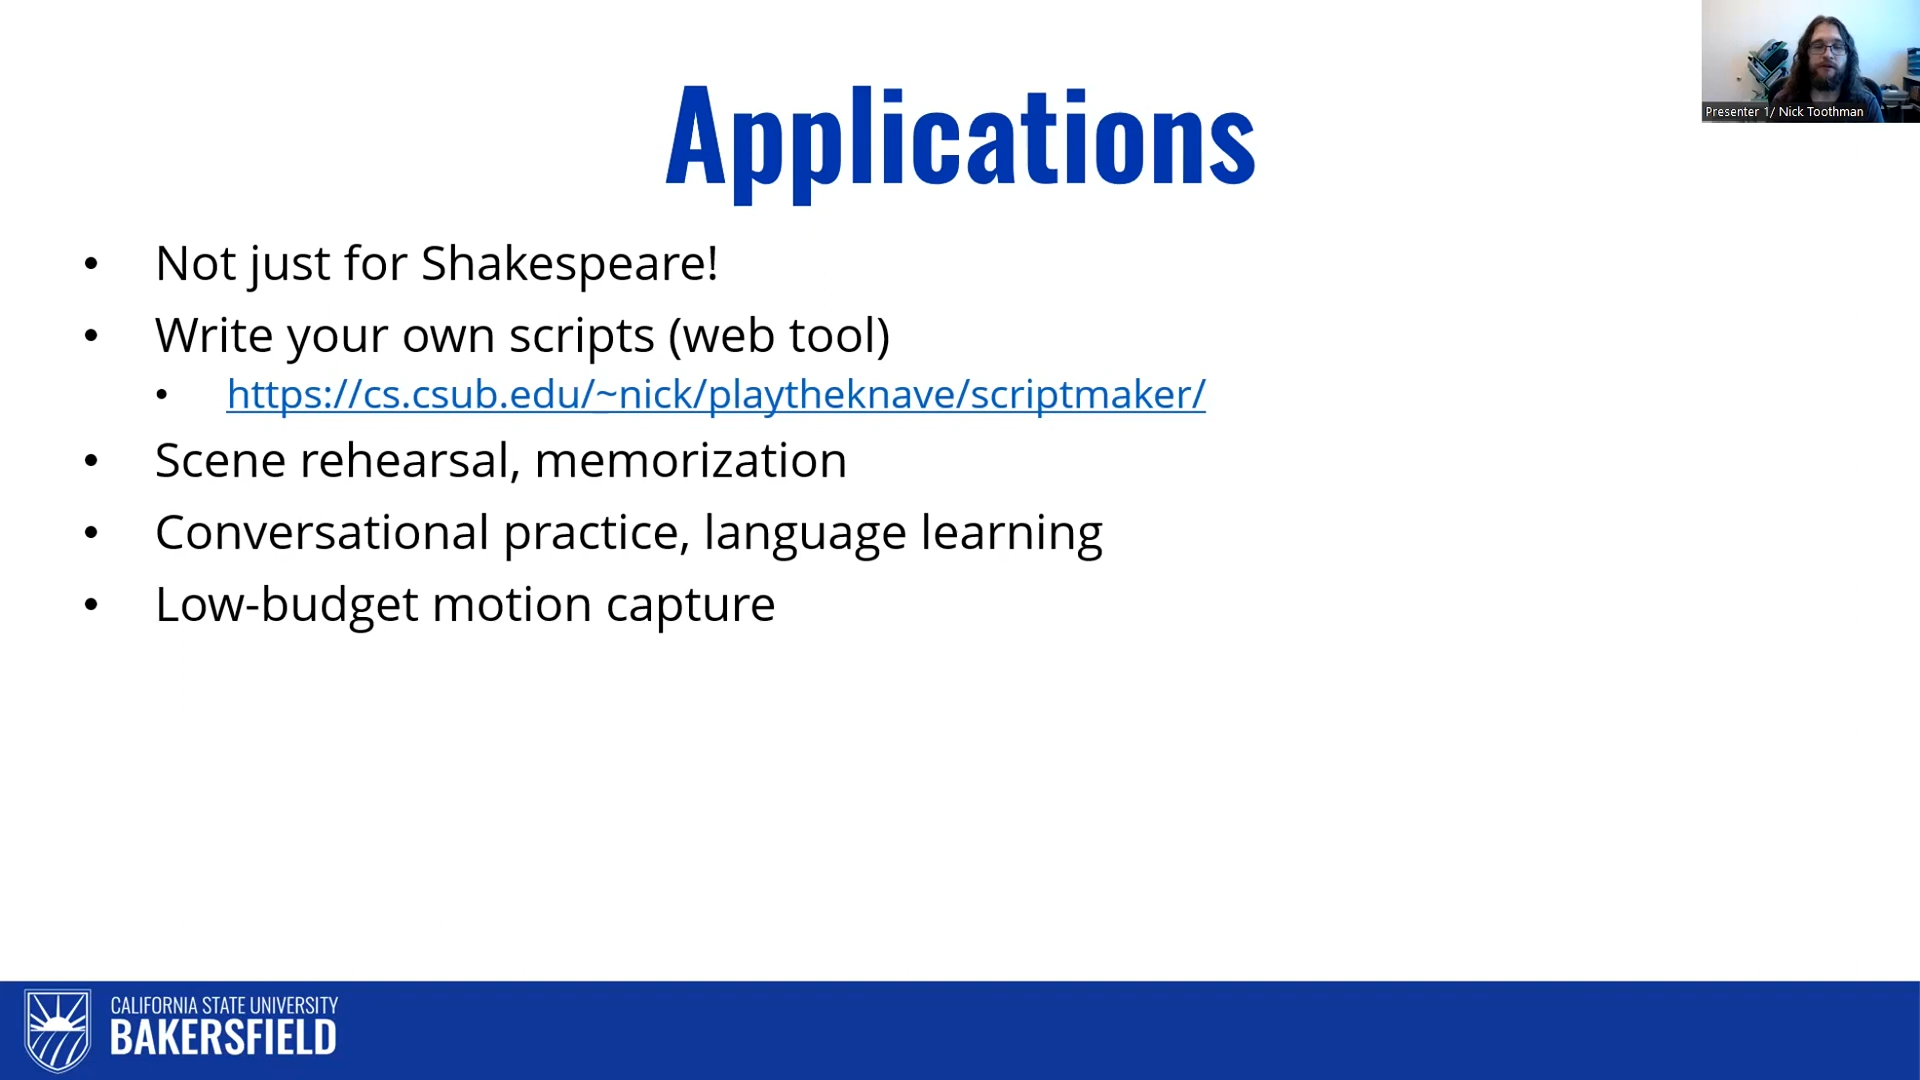 Presenter 1/ Nick Toothman
Applications
• Not just for Shakespeare!
• Write your own scripts (web tool)
• https://cs.csub.edu/~nick/playtheknave/scriptmaker/
• Scene rehearsal, memorization
• Conversational practice, language learning
• Low-budget motion capture
CALIFORNIA STATE UNIVERSITY
BAKERSFIELD